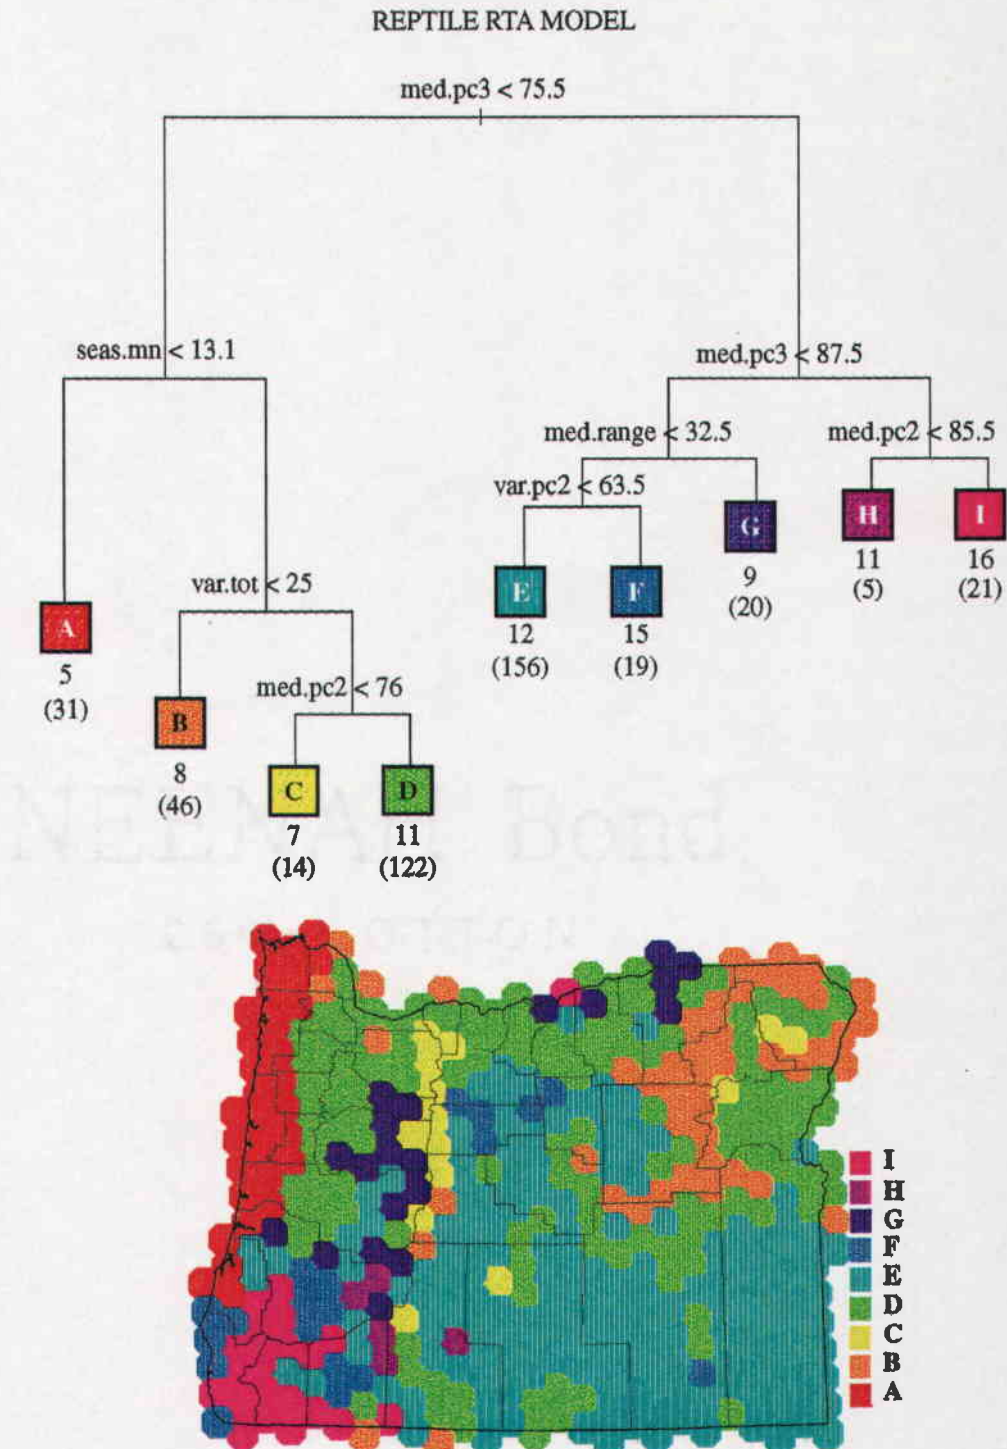 REPTILE RTA MODEL
med.pc3 < 75.5
seas.mn < 13.1
med.pc3 < 87.5
med.range < 32.5
med.pc2 < 85.5
var.pc2 < 63.5
G
H
I
9
(20)
11
(5)
16
(21)
var.tot < 25
E
F
12
(156)
15
(19)
A
5
(31)
med.pc2 < 76
B
8
(46)
C
D
7
(14)
11
(122)
I
H
G
F
E
D
C
B
A